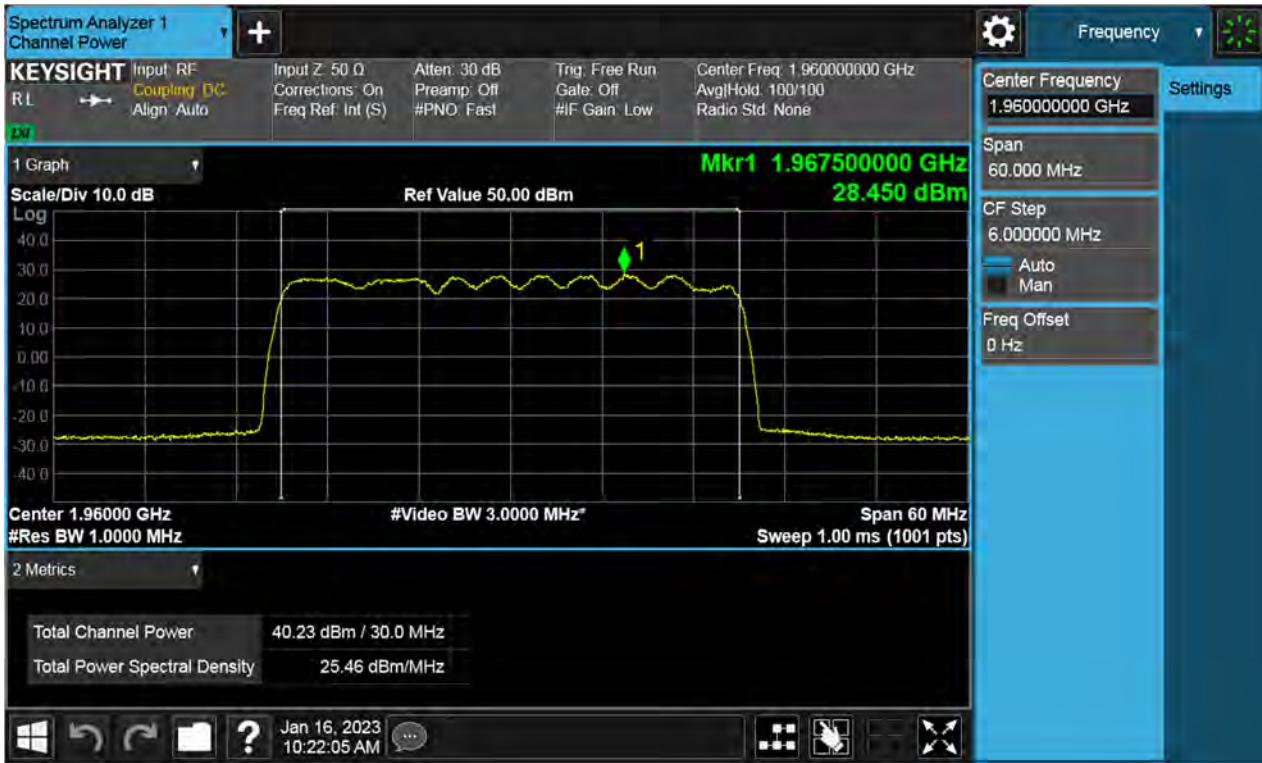 Spectrum Analyzer 1
Channel Power
+
Frequency
KEYSIGHT
RL
LXI
Input: RF
Coupling: DC
Align: Auto
Input Z: 50 Ω
Corrections: On
Freq Ref: Int (S)
Atten: 30 dB
Preamp: Off
#PNO: Fast
Trig: Free Run
Gate: Off
#IF Gain: Low
Center Freq: 1.960000000 GHz
Avg|Hold: 100/100
Radio Std: None
Center Frequency
1.960000000 GHz
Settings
Span
60.000 MHz
CF Step
6.000000 MHz
Auto
Man
Freq Offset
0 Hz
1 Graph
Mkr1 1.967500000 GHz
28.450 dBm
Scale/Div 10.0 dB
Ref Value 50.00 dBm
Log
40.0
30.0
20.0
10.0
0.00
-10.0
-20.0
-30.0
-40.0
1
Center 1.96000 GHz
#Video BW 3.0000 MHz*
Span 60 MHz
#Res BW 1.0000 MHz
Sweep 1.00 ms (1001 pts)
2 Metrics
Total Channel Power 40.23 dBm / 30.0 MHz
Total Power Spectral Density 25.46 dBm/MHz
?
Jan 16, 2023
10:22:05 AM